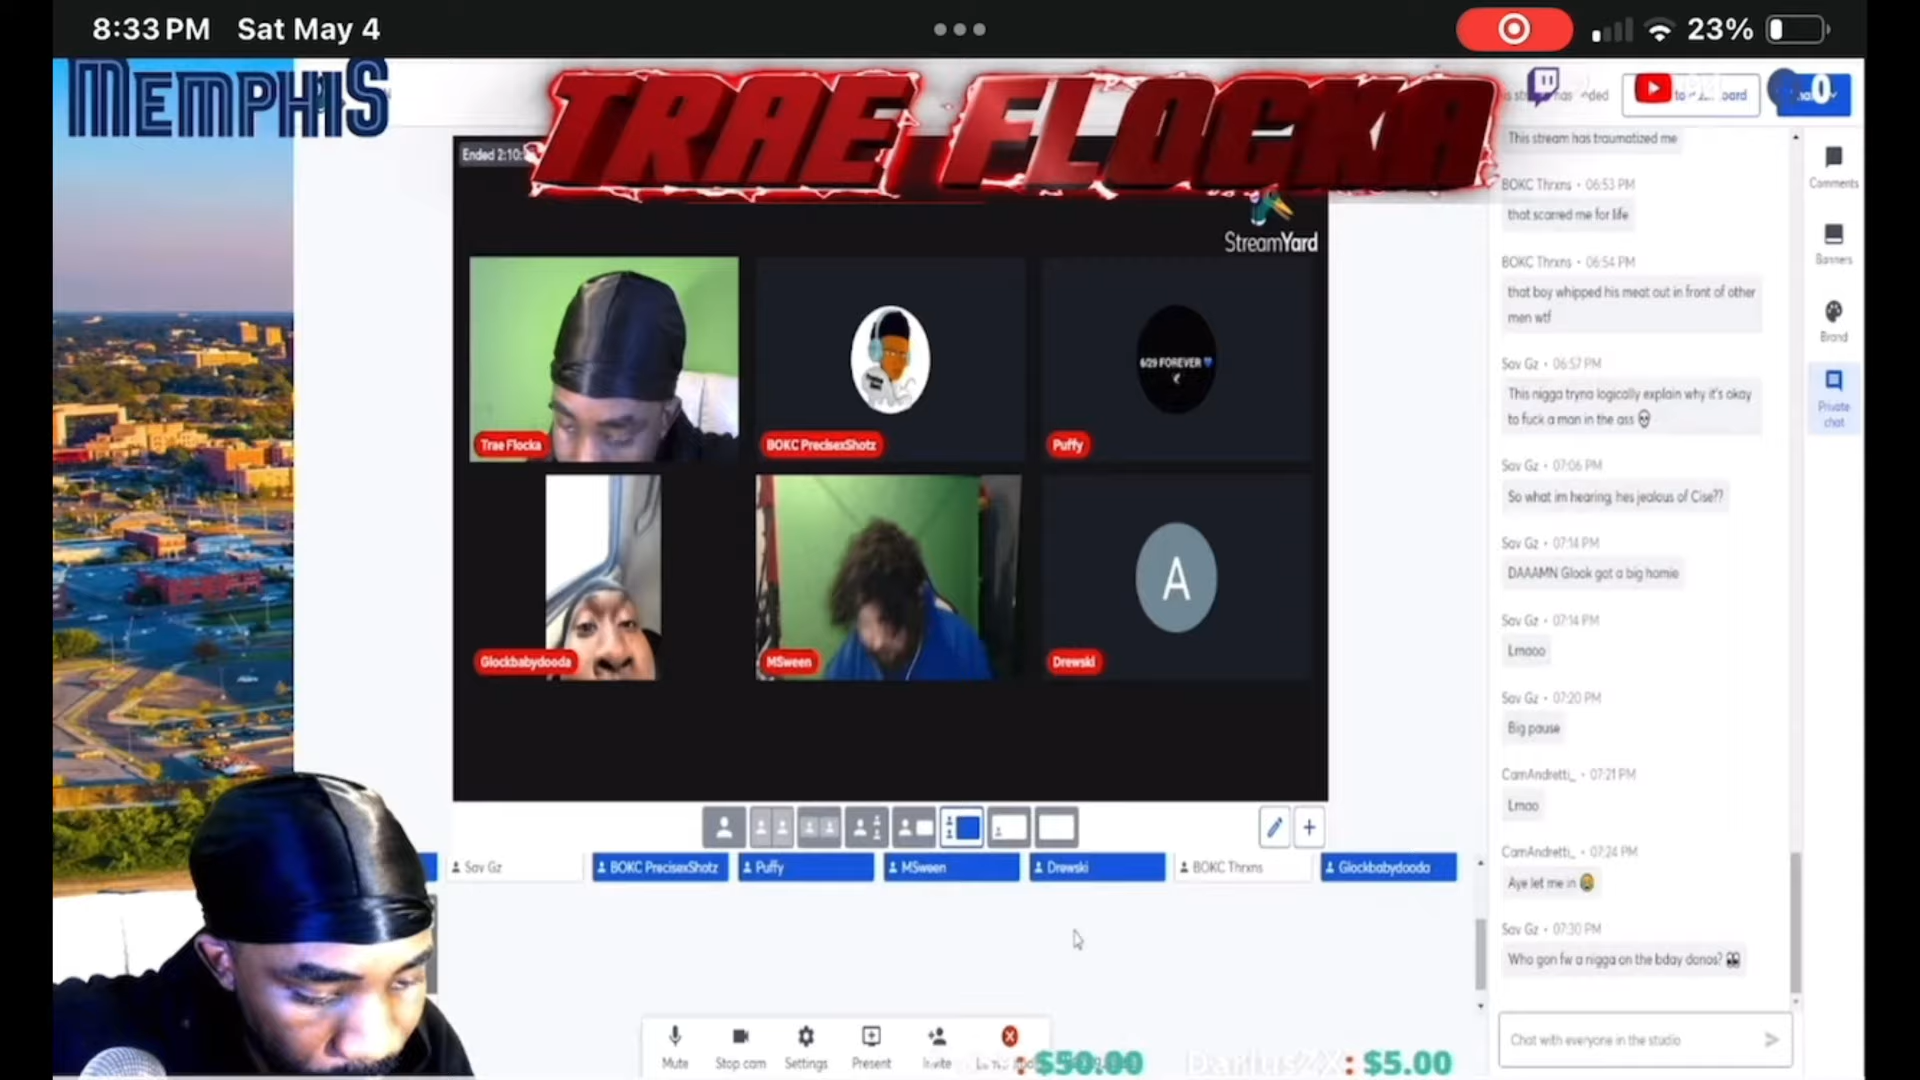 8:33 PM Sat May 4
23%
MEMPHIS
TRAE FLOCKA
Ended 2:10:
StreamYard
Trae Flocka
BOKC PrecisexShotz
6/29 FOREVER 💙
Puffy
Glockbabydooda
MSween
A
Drewski
Sav Gz
BOKC PrecisexShotz
Puffy
MSween
Drewski
BOKC Thrxns
Glockbabydooda
Mute
Stop cam
Settings
Present
Invite
: $50.00
Darius2X: $5.00
0
This stream has traumatized me
BOKC Thrxns • 06:53 PM
that scarred me for life
BOKC Thrxns • 06:54 PM
that boy whipped his meat out in front of other
men wtf
Sav Gz • 06:57 PM
This nigga tryna logically explain why it's okay
to fuck a man in the ass 💀
Sav Gz • 07:06 PM
So what im hearing, hes jealous of Cise??
Sav Gz • 07:14 PM
DAAAMN Glock got a big homie
Sav Gz • 07:14 PM
Lmaoo
Sav Gz • 07:20 PM
Big pause
CamAndretti_ • 07:21 PM
Lmao
CamAndretti_ • 07:24 PM
Aye let me in 😭
Sav Gz • 07:30 PM
Who gon fw a nigga on the bday donos? 👀
Chat with everyone in the studio
Comments
Banners
Brand
Private
chat